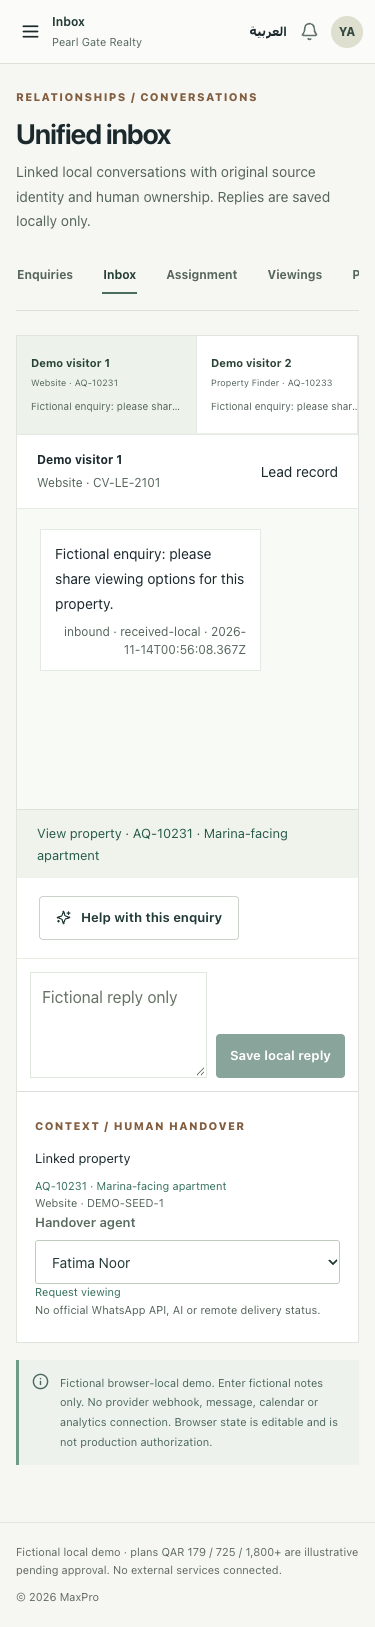 Inbox
Pearl Gate Realty
العربية
YA
RELATIONSHIPS / CONVERSATIONS
Unified inbox
Linked local conversations with original source
identity and human ownership. Replies are saved
locally only.
Enquiries Inbox Assignment Viewings P
Demo visitor 1
Website · AQ-10231
Fictional enquiry: please shar...
Demo visitor 2
Property Finder · AQ-10233
Fictional enquiry: please shar...
Demo visitor 1
Website · CV-LE-2101
Lead record
Fictional enquiry: please
share viewing options for this
property.
inbound · received-local · 2026-
11-14T00:56:08.367Z
View property · AQ-10231 · Marina-facing
apartment
Help with this enquiry
Fictional reply only
Save local reply
CONTEXT / HUMAN HANDOVER
Linked property
AQ-10231 · Marina-facing apartment
Website · DEMO-SEED-1
Handover agent
Fatima Noor
Request viewing
No official WhatsApp API, AI or remote delivery status.
Fictional browser-local demo. Enter fictional notes
only. No provider webhook, message, calendar or
analytics connection. Browser state is editable and is
not production authorization.
Fictional local demo · plans QAR 179 / 725 / 1,800+ are illustrative
pending approval. No external services connected.
© 2026 MaxPro